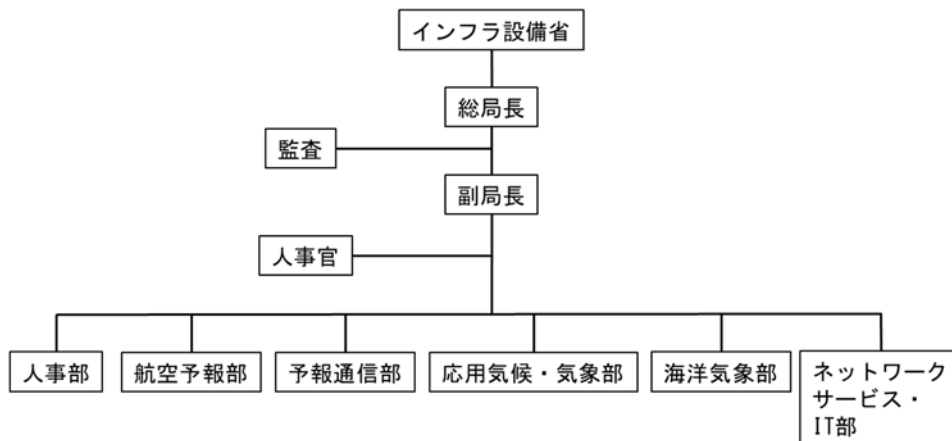 インフラ設備省
総局長
監査
副局長
人事官
人事部
航空予報部
予報通信部
応用気候・気象部
海洋気象部
ネットワーク
サービス・
IT部